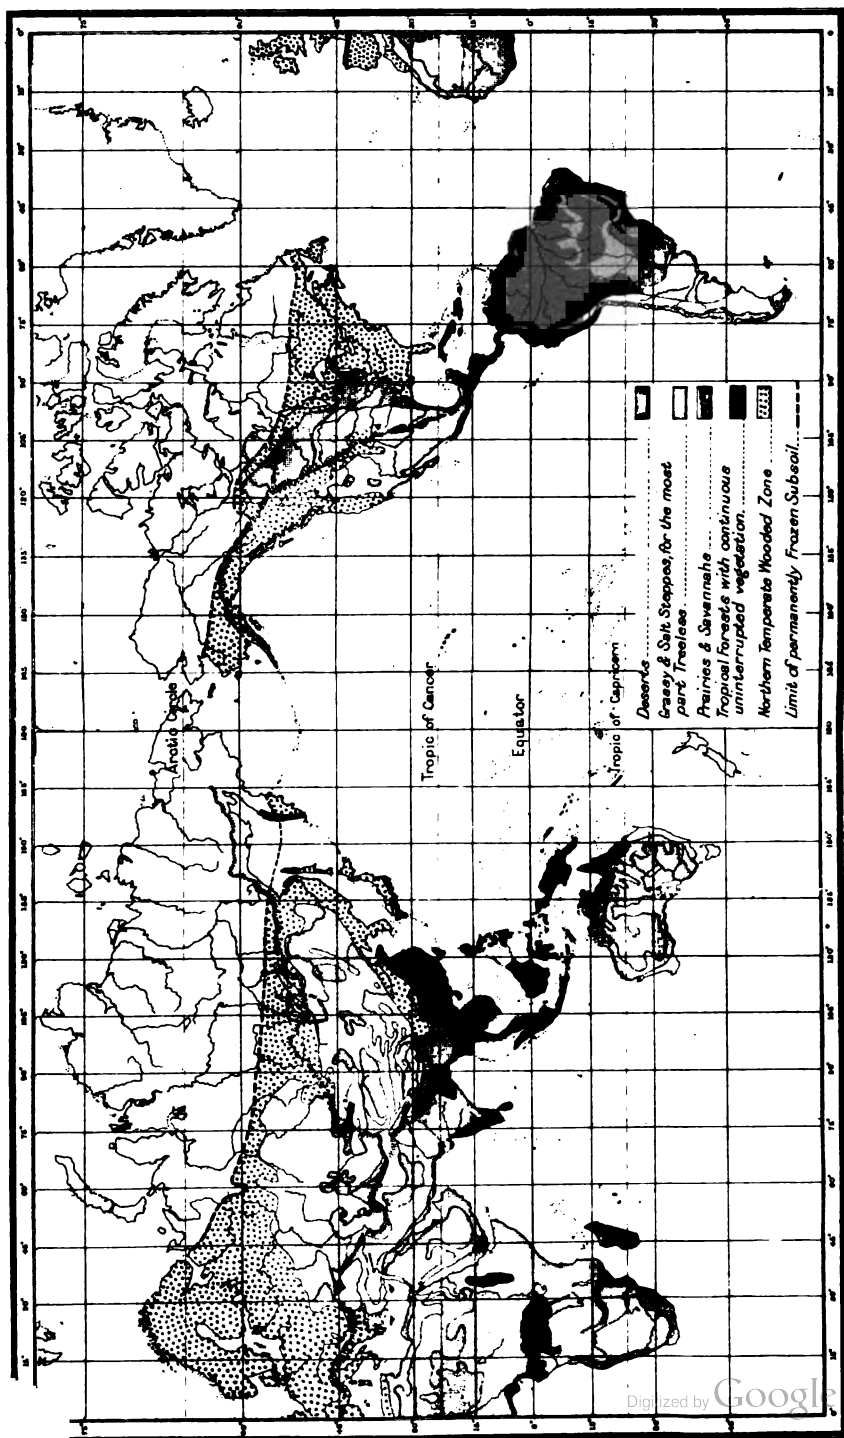 Arctic Circle
Tropic of Cancer
Equator
Tropic of Capricorn
Deserts
Grassy & Salt Steppes, for the most
part Treeless.
Prairies & Savannahs
Tropical Forests with continuous
uninterrupted vegetation.
Northern Temperate Wooded Zone
Limit of permanently Frozen Subsoil
Digitized by Google